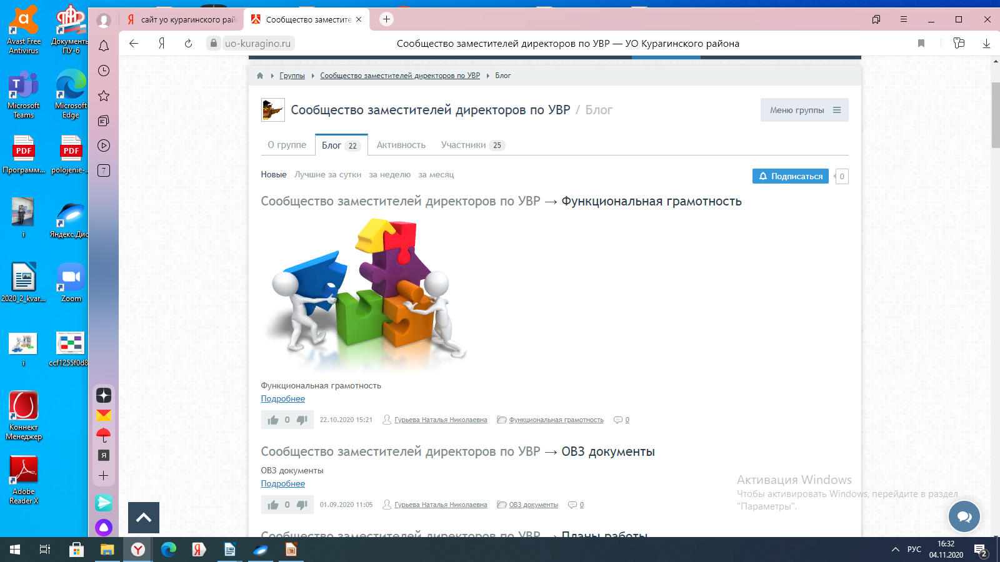 Avast Free
Antivirus
Документы
ПУ-6
Microsoft
Teams
Microsoft
Edge
PDF
Программ...
PDF
polojenie-...
i
Яндекс.Дис
2020_2_kvar...
Zoom
i
ccf1255f0d8
Коннект
Менеджер
Adobe
Reader X
сайт уо курагинского райо
Сообщество заместите
uo-kuragino.ru
Сообщество заместителей директоров по УВР — УО Курагинского района
7
Я
Группы
Сообщество заместителей директоров по УВР
Блог
Сообщество заместителей директоров по УВР / Блог
Меню группы
О группе
Блог 22
Активность
Участники 25
Новые Лучшие за сутки за неделю за месяц
Подписаться 0
Сообщество заместителей директоров по УВР → Функциональная грамотность
Функциональная грамотность
Подробнее
0 22.10.2020 15:21 Гурьева Наталья Николаевна Функциональная грамотность 0
Сообщество заместителей директоров по УВР → ОВЗ документы
ОВЗ документы
Подробнее
0 01.09.2020 11:05 Гурьева Наталья Николаевна ОВЗ документы 0
Сообщество заместителей директоров по УВР → Планы работы
Активация Windows
Чтобы активировать Windows, перейдите в раздел
"Параметры".
РУС
16:32
04.11.2020
2